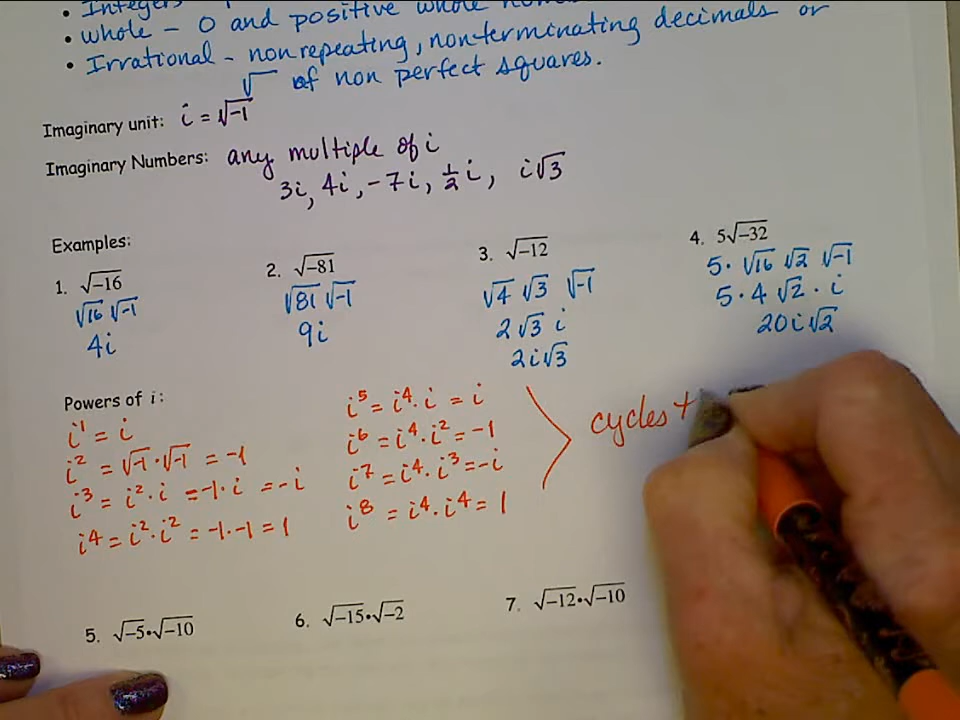 • Integers
• whole – 0 and positive whole
• Irrational – nonrepeating, nonterminating decimals or
√ of non perfect squares.
Imaginary unit: i = √-1
Imaginary Numbers: any multiple of i
3i, 4i, -7i, ½i, i√3
Examples:
1. √-16
√16 √-1
4i
2. √-81
√81 √-1
9i
3. √-12
√4 √3 √-1
2√3 i
2i√3
4. 5√-32
5· √16 √2 √-1
5·4√2 · i
20i√2
Powers of i:
i¹ = i
i² = √-1·√-1 = -1
i³ = i²·i = -1·i = -i
i⁴ = i²·i² = -1·-1 = 1
i⁵ = i⁴·i = i
i⁶ = i⁴·i² = -1
i⁷ = i⁴·i³ = -i
i⁸ = i⁴·i⁴ = 1
cycles
5. √-5•√-10
6. √-15•√-2
7. √-12•√-10